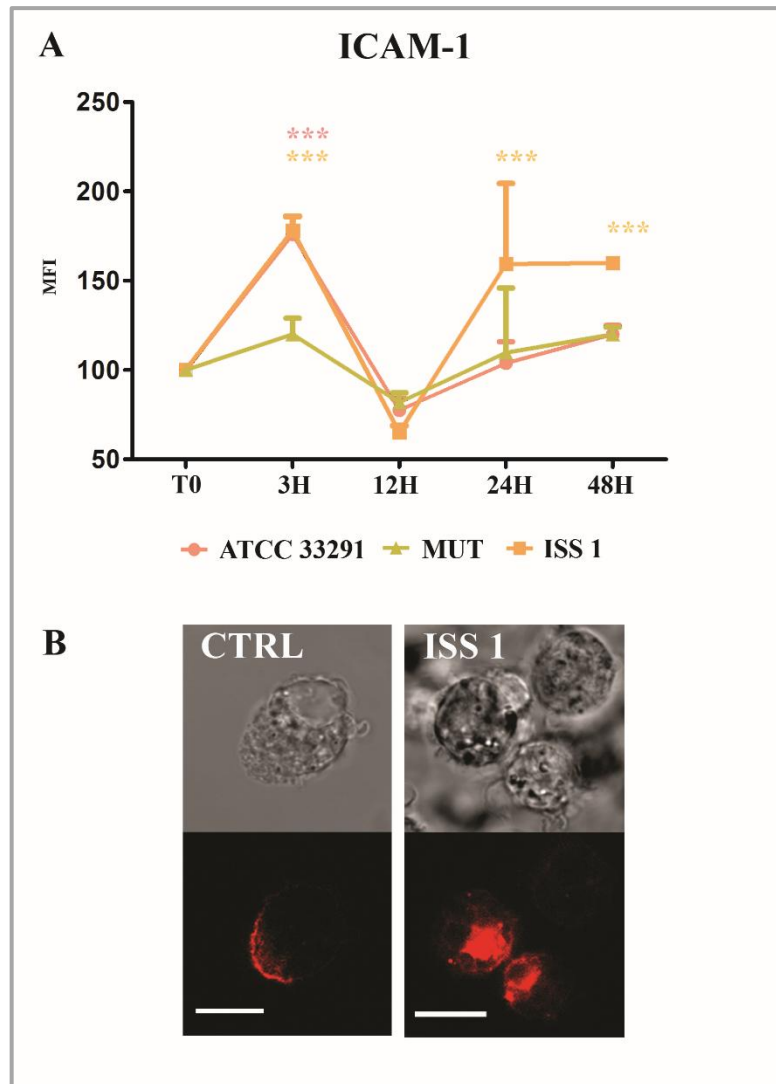 A
ICAM-1
250
***
***
***
200
***
150
MFI
100
50
T0 3H 12H 24H 48H
ATCC 33291 MUT ISS 1
B
CTRL
ISS 1